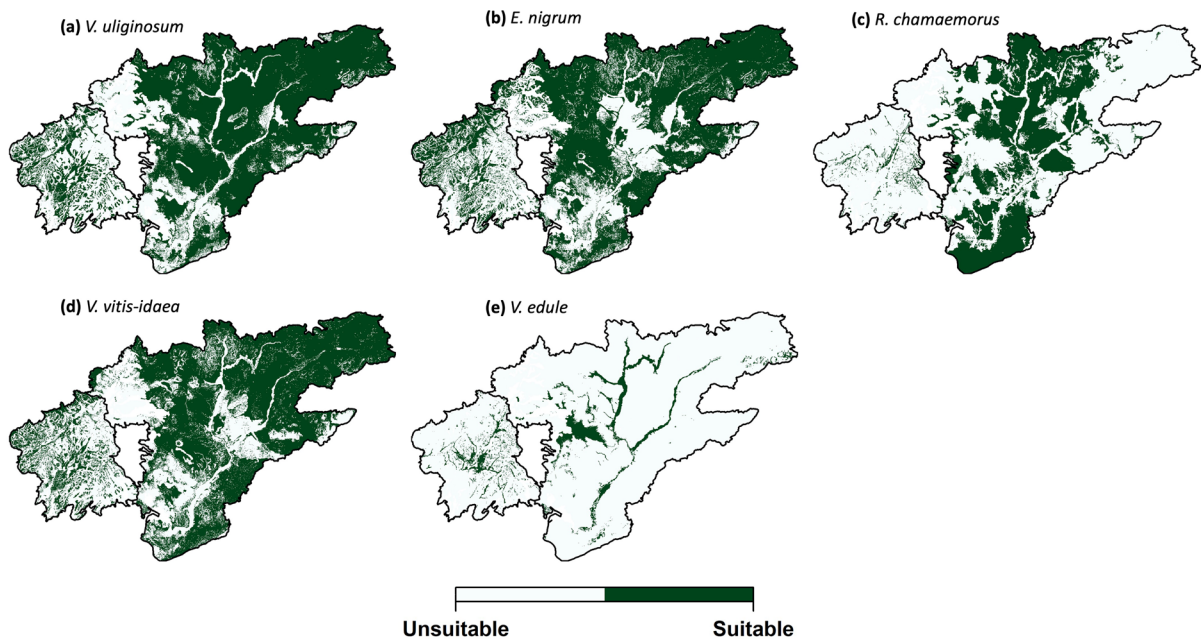 (a) V. uliginosum
(b) E. nigrum
(c) R. chamaemorus
(d) V. vitis-idaea
(e) V. edule
Unsuitable Suitable